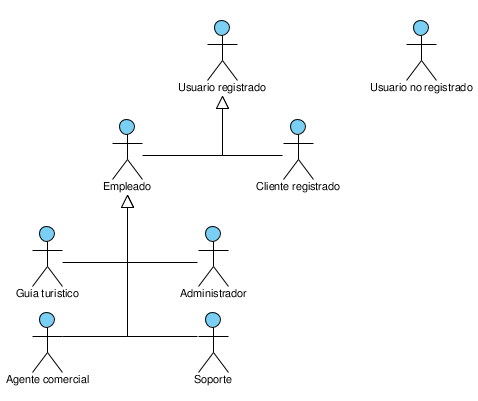 Usuario registrado
Usuario no registrado
Empleado
Cliente registrado
Guia turistico
Administrador
Agente comercial
Soporte